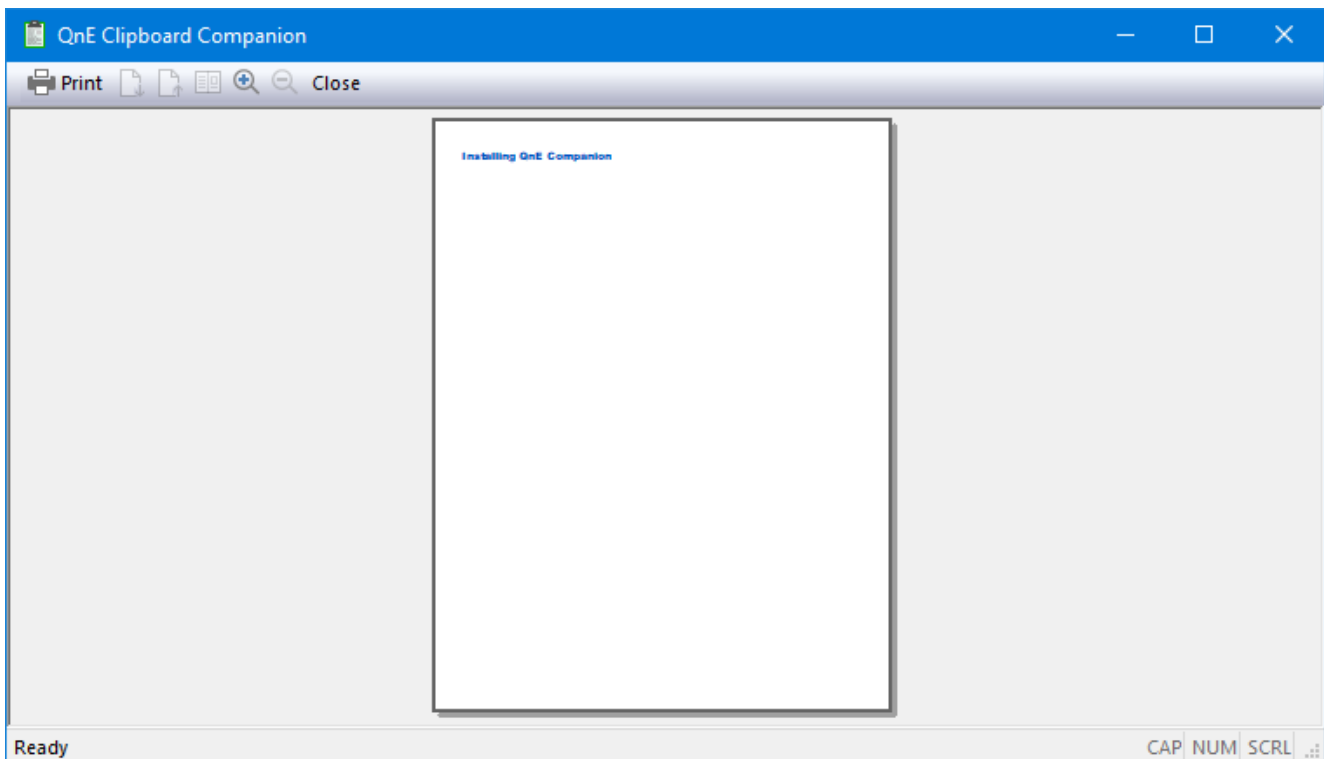 QnE Clipboard Companion
Print Close
Installing QnE Companion
Ready CAP NUM SCRL